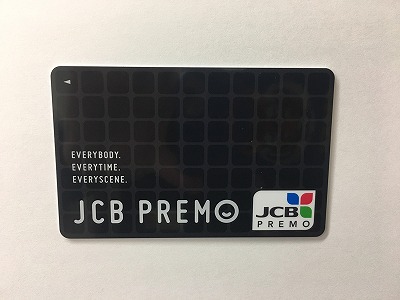 EVERYBODY.
EVERYTIME.
EVERYSCENE.
JCB PREMO
JCB
PREMO